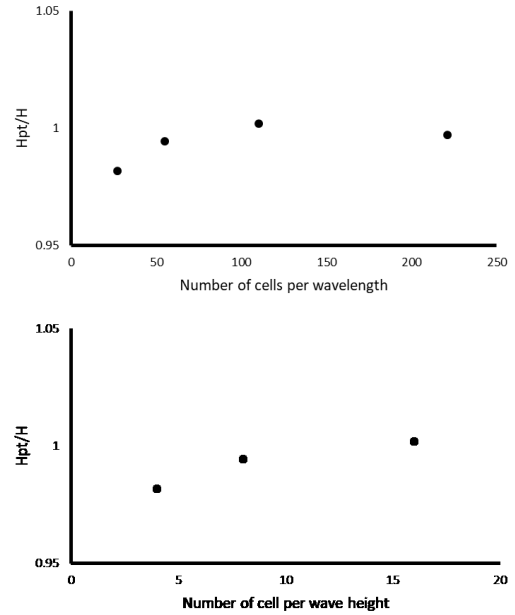 1.05
Hpt/H
1
0.95
0 50 100 150 200 250
Number of cells per wavelength
1.05
Hpt/H
1
0.95
0 5 10 15 20
Number of cell per wave height